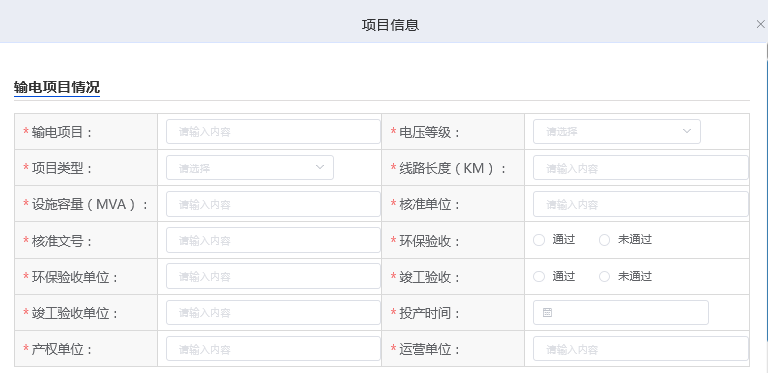 项目信息
输电项目情况
* 输电项目： 请输入内容 * 电压等级： 请选择
* 项目类型： 请选择 * 线路长度（KM）： 请输入内容
* 设施容量（MVA）： 请输入内容 * 核准单位： 请输入内容
* 核准文号： 请输入内容 * 环保验收： 通过 未通过
* 环保验收单位： 请输入内容 * 竣工验收： 通过 未通过
* 竣工验收单位： 请输入内容 * 投产时间：
* 产权单位： 请输入内容 * 运营单位： 请输入内容